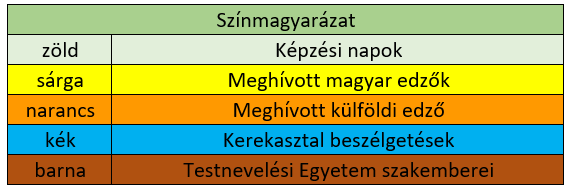 Színmagyarázat
zöld Képzési napok
sárga Meghívott magyar edzők
narancs Meghívott külföldi edző
kék Kerekasztal beszélgetések
barna Testnevelési Egyetem szakemberei